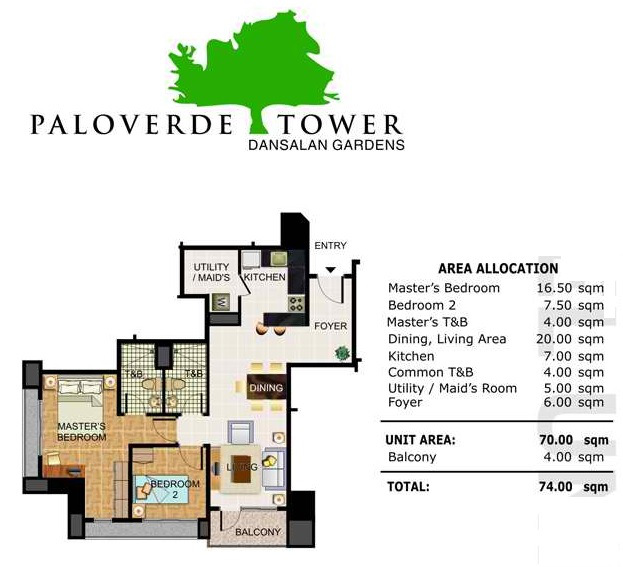 PALOVERDE TOWER
DANSALAN GARDENS
ENTRY
UTILITY
/ MAID'S
KITCHEN
W
FOYER
T&B
T&B
DINING
MASTER'S
BEDROOM
LIVING
BEDROOM
2
BALCONY
AREA ALLOCATION
Master's Bedroom 16.50 sqm
Bedroom 2 7.50 sqm
Master's T&B 4.00 sqm
Dining, Living Area 20.00 sqm
Kitchen 7.00 sqm
Common T&B 4.00 sqm
Utility / Maid's Room 5.00 sqm
Foyer 6.00 sqm
UNIT AREA: 70.00 sqm
Balcony 4.00 sqm
TOTAL: 74.00 sqm